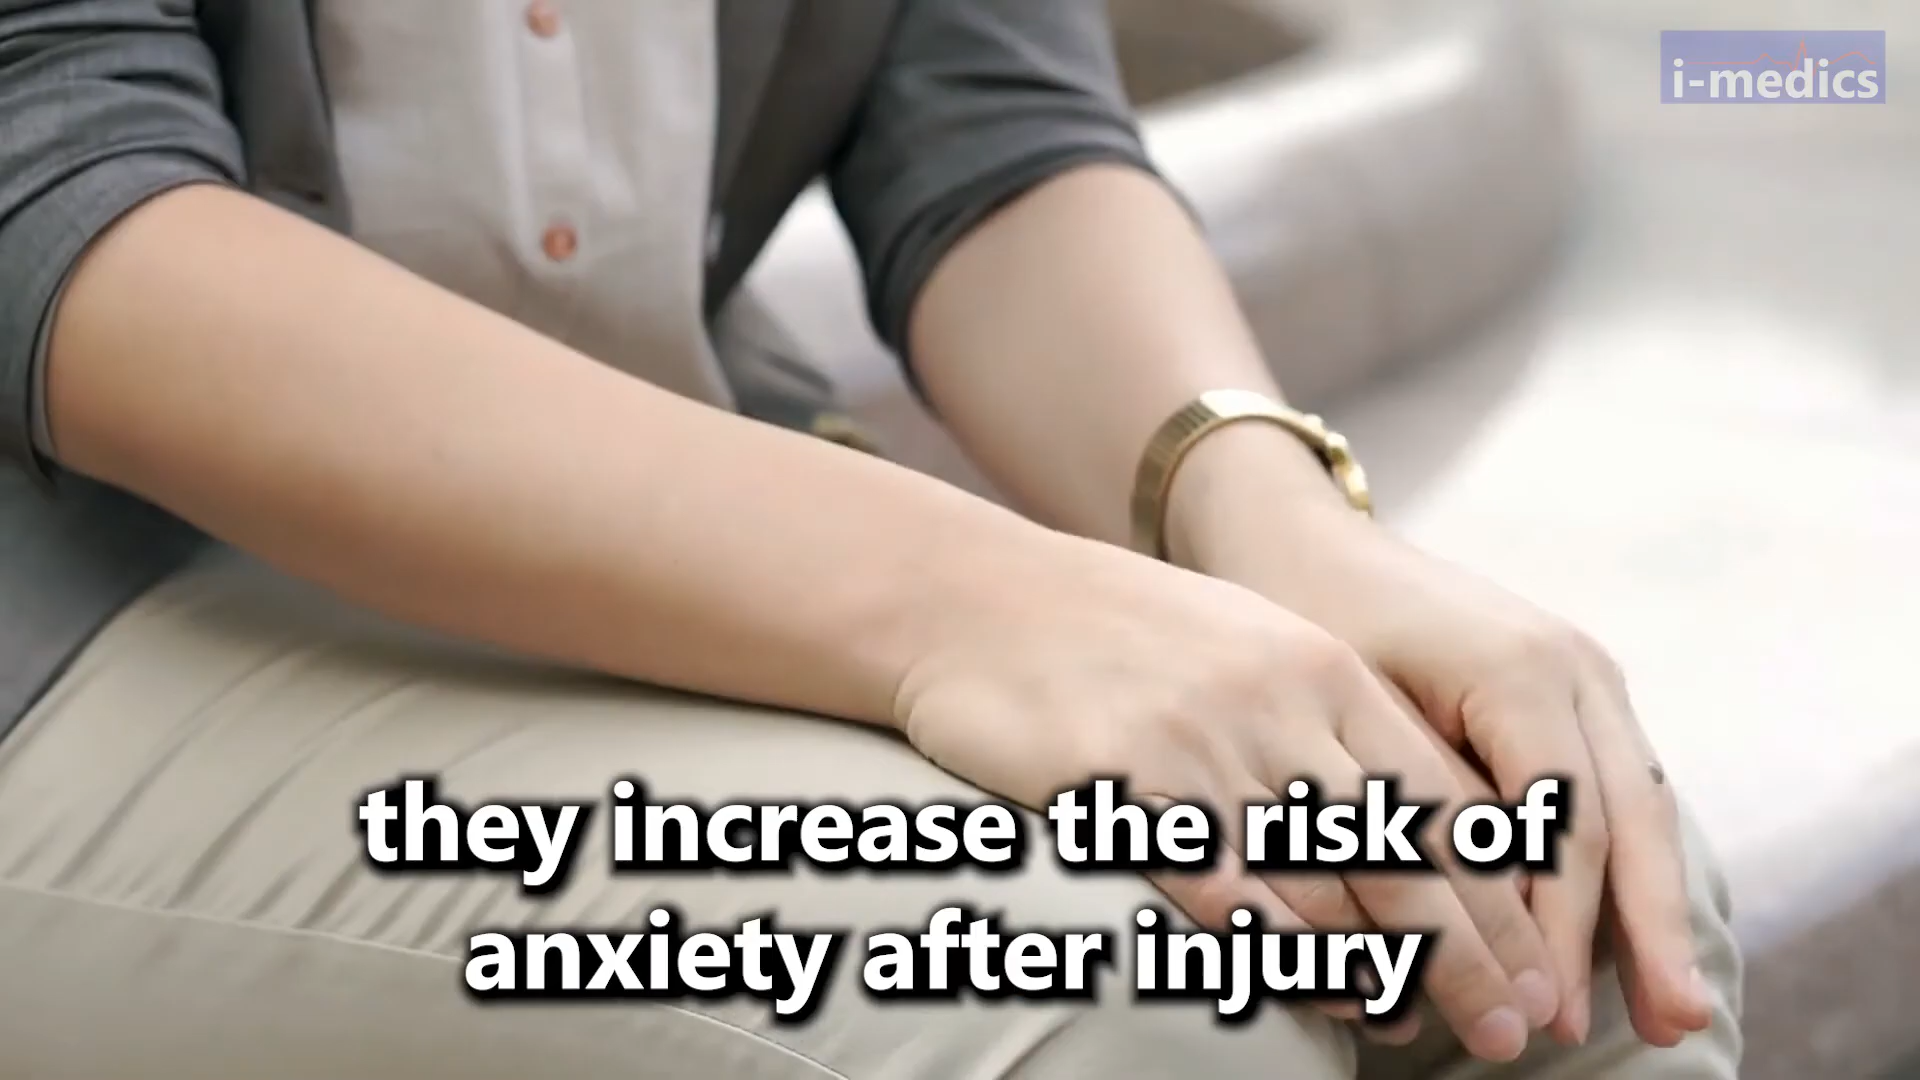 i-medics
they increase the risk of
anxiety after injury